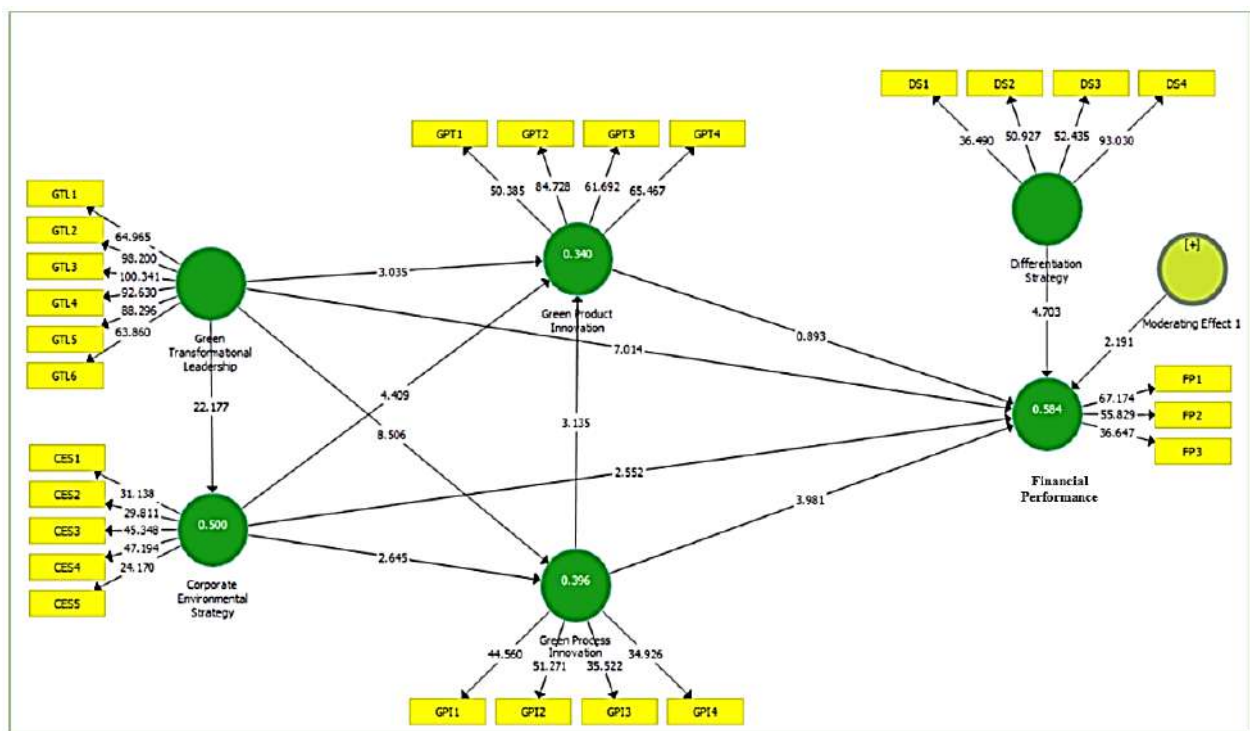 DS1
DS2
DS3
DS4
36.490
50.927
52.435
93.030
GPT1
GPT2
GPT3
GPT4
50.385
84.728
61.692
65.467
GTL1
GTL2
GTL3
GTL4
GTL5
GTL6
64.965
98.200
100.341
92.630
88.296
63.860
Green
Transformational
Leadership
3.035
0.340
Green Product
Innovation
Differentiation
Strategy
[+]
Moderating Effect 1
4.703
2.191
0.893
7.014
22.177
4.409
8.506
3.135
0.584
67.174
55.829
36.647
FP1
FP2
FP3
Financial
Performance
2.552
3.981
CES1
CES2
CES3
CES4
CES5
31.138
29.811
45.348
47.194
24.170
0.500
Corporate
Environmental
Strategy
2.645
0.396
Green Process
Innovation
44.560
51.271
35.522
34.926
GPI1
GPI2
GPI3
GPI4